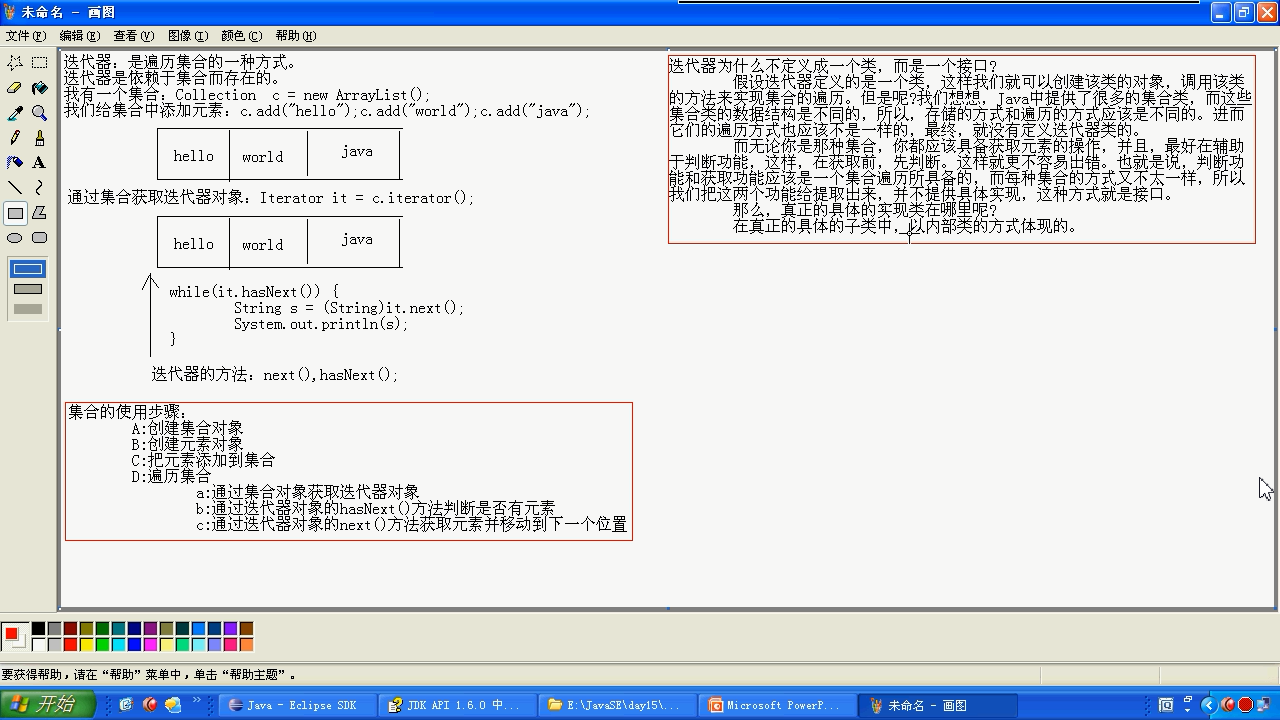 未命名 - 画图
文件(F) 编辑(E) 查看(V) 图像(I) 颜色(C) 帮助(H)
迭代器：是遍历集合的一种方式。
迭代器是依赖于集合而存在的。
我有一个集合：Collection c = new ArrayList();
我们给集合中添加元素：c.add("hello");c.add("world");c.add("java");
hello world java
通过集合获取迭代器对象：Iterator it = c.iterator();
hello world java
while(it.hasNext()) {
String s = (String)it.next();
System.out.println(s);
}
迭代器的方法：next(),hasNext();
集合的使用步骤：
A:创建集合对象
B:创建元素对象
C:把元素添加到集合
D:遍历集合
a:通过集合对象获取迭代器对象
b:通过迭代器对象的hasNext()方法判断是否有元素
c:通过迭代器对象的next()方法获取元素并移动到下一个位置
迭代器为什么不定义成一个类，而是一个接口?
假设迭代器定义的是一个类，这样我们就可以创建该类的对象，调用该类
的方法来实现集合的遍历。但是呢?我们想想，Java中提供了很多的集合类，而这些
集合类的数据结构是不同的，所以，存储的方式和遍历的方式应该是不同的。进而
它们的遍历方式也应该不是一样的，最终，就没有定义迭代器类的。
而无论你是那种集合，你都应该具备获取元素的操作，并且，最好在辅助
于判断功能，这样，在获取前，先判断。这样就更不容易出错。也就是说，判断功
能和获取功能应该是一个集合遍历所具备的，而每种集合的方式又不太一样，所以
我们把这两个功能给提取出来，并不提供具体实现，这种方式就是接口。
那么，真正的具体的实现类在哪里呢?
在真正的具体的子类中，以内部类的方式体现的。
要获得帮助，请在“帮助”菜单中，单击“帮助主题”。
开始
Java - Eclipse SDK
JDK API 1.6.0 中...
E:\JavaSE\day15\...
Microsoft PowerP...
未命名 - 画图